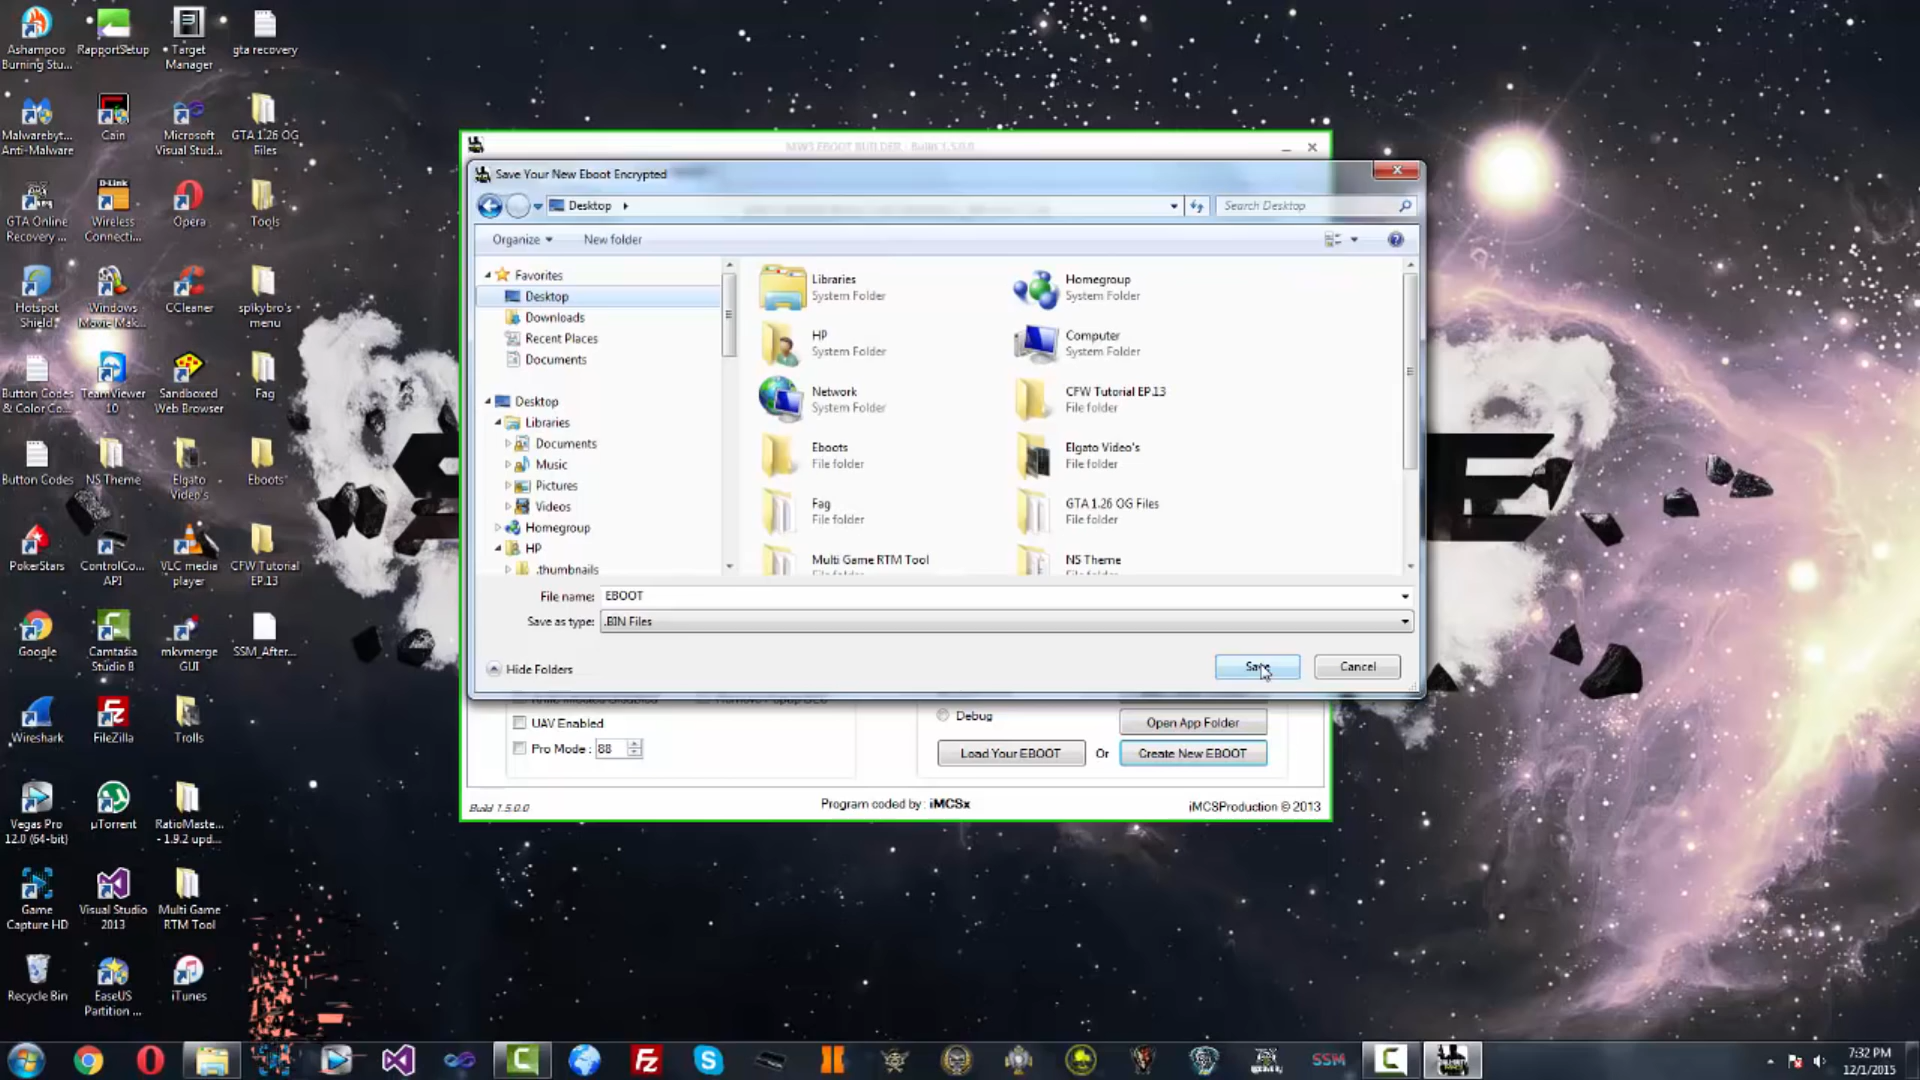 Ashampoo
Burning Stu...
RapportSetup
Target
Manager
gta recovery
Malwarebyt...
Anti-Malware
Cain
Microsoft
Visual Stud...
GTA 1.26 OG
Files
GTA Online
Recovery ...
D-Link
Wireless
Connecti...
Opera
Tools
Hotspot
Shield
Windows
Movie Mak...
CCleaner
spikybro's
menu
Button Codes
& Color Co...
TeamViewer
10
Sandboxed
Web Browser
Fag
Button Codes
NS Theme
Elgato
Video's
Eboots
PokerStars
ControlCo...
API
VLC media
player
CFW Tutorial
EP.13
Google
Camtasia
Studio 8
mkvmerge
GUI
SSM_After...
Wireshark
FileZilla
Trolls
Vegas Pro
12.0 (64-bit)
µTorrent
RatioMaste...
- 1.9.2 upd...
Game
Capture HD
Visual Studio
2013
Multi Game
RTM Tool
Recycle Bin
EaseUS
Partition ...
iTunes
MW3 EBOOT BUILDER - Build 1.5.0.0
Save Your New Eboot Encrypted
Desktop
Search Desktop
Organize
New folder
Favorites
Desktop
Downloads
Recent Places
Documents
Desktop
Libraries
Documents
Music
Pictures
Videos
Homegroup
HP
.thumbnails
Libraries
System Folder
Homegroup
System Folder
HP
System Folder
Computer
System Folder
Network
System Folder
CFW Tutorial EP.13
File folder
Eboots
File folder
Elgato Video's
File folder
Fag
File folder
GTA 1.26 OG Files
File folder
Multi Game RTM Tool
NS Theme
File name: EBOOT
Save as type: .BIN Files
Hide Folders
Save
Cancel
UAV Enabled
Pro Mode : 88
Debug
Open App Folder
Load Your EBOOT Or Create New EBOOT
Build 1.5.0.0
Program coded by: iMCSx
iMCSProduction © 2013
SSM
7:32 PM
12/1/2015